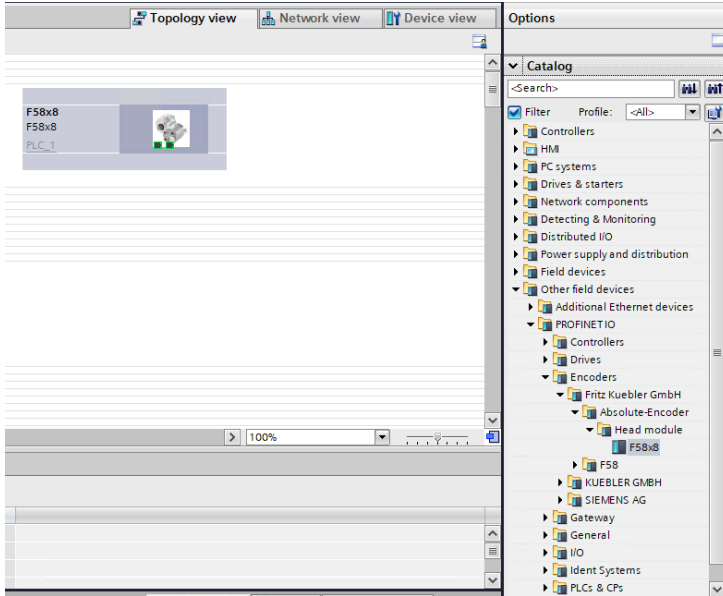 Topology view
Network view
Device view
Options
Catalog
<Search>
Filter
Profile:
<All>
F58x8
F58x8
PLC_1
Controllers
HMI
PC systems
Drives & starters
Network components
Detecting & Monitoring
Distributed I/O
Power supply and distribution
Field devices
Other field devices
Additional Ethernet devices
PROFINET IO
Controllers
Drives
Encoders
Fritz Kuebler GmbH
Absolute-Encoder
Head module
F58x8
F58
KUEBLER GMBH
SIEMENS AG
Gateway
General
I/O
Ident Systems
PLCs & CPs
100%